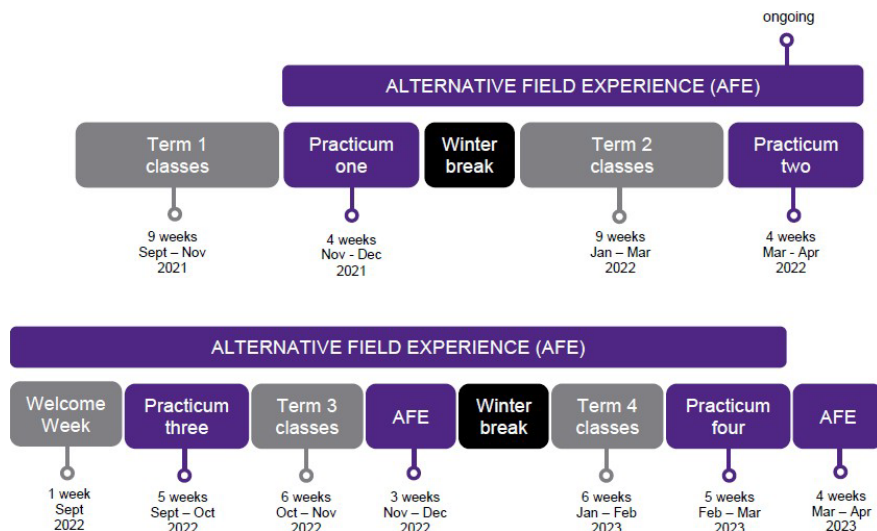 ongoing
ALTERNATIVE FIELD EXPERIENCE (AFE)
Term 1
classes
Practicum
one
Winter
break
Term 2
classes
Practicum
two
9 weeks
Sept – Nov
2021
4 weeks
Nov - Dec
2021
9 weeks
Jan – Mar
2022
4 weeks
Mar - Apr
2022
ALTERNATIVE FIELD EXPERIENCE (AFE)
Welcome
Week
Practicum
three
Term 3
classes
AFE
Winter
break
Term 4
classes
Practicum
four
AFE
1 week
Sept
2022
5 weeks
Sept – Oct
2022
6 weeks
Oct – Nov
2022
3 weeks
Nov – Dec
2022
6 weeks
Jan – Feb
2023
5 weeks
Feb – Mar
2023
4 weeks
Mar – Apr
2023